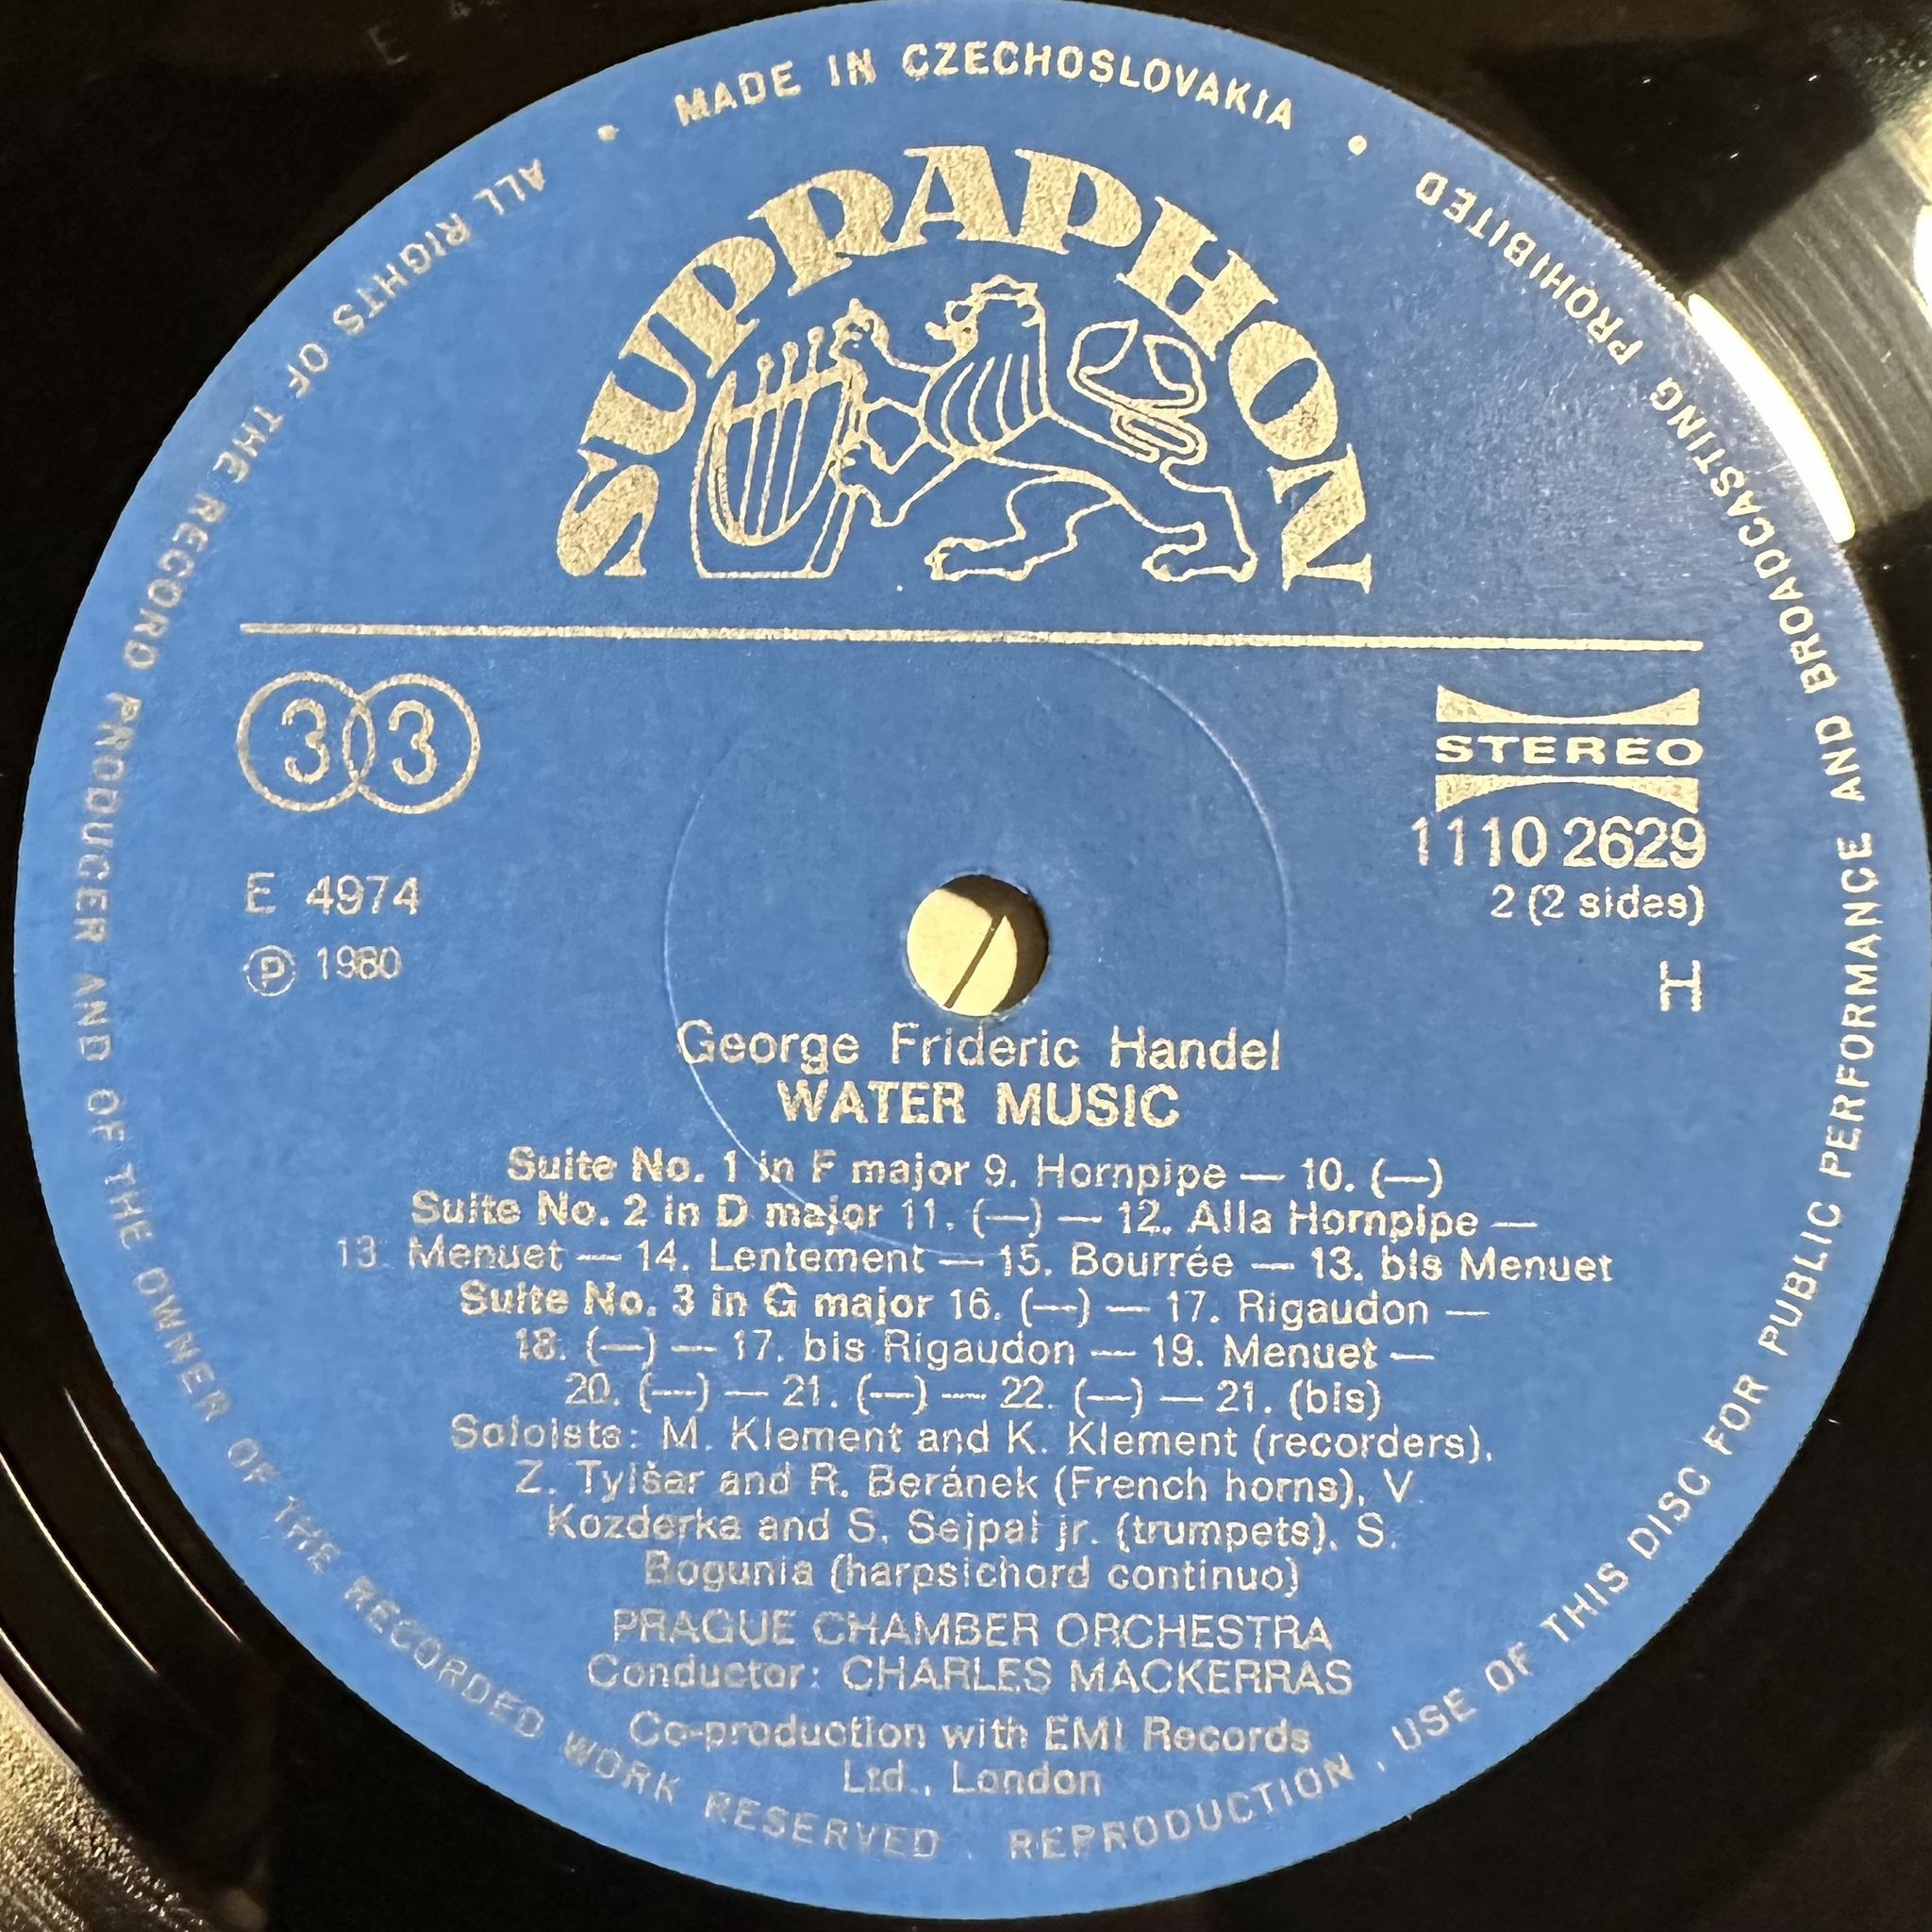 MADE IN CZECHOSLOVAKIA
ALL RIGHTS OF THE RECORD PRODUCER AND OF THE OWNER OF THE RECORDED WORK RESERVED . REPRODUCTION , USE OF THIS DISC FOR PUBLIC PERFORMANCE AND BROADCASTING PROHIBITED
SUPRAPHON
33
STEREO
1110 2629
2 (2 sides)
H
E 4974
Ⓟ 1980
George Frideric Handel
WATER MUSIC
Suite No. 1 in F major 9. Hornpipe — 10. (—)
Suite No. 2 in D major 11. (—) — 12. Alla Hornpipe —
13. Menuet — 14. Lentement — 15. Bourrée — 13. bis Menuet
Suite No. 3 in G major 16. (—) — 17. Rigaudon —
18. (—) — 17. bis Rigaudon — 19. Menuet —
20. (—) — 21. (—) — 22. (—) — 21. (bis)
Soloists: M. Klement and K. Klement (recorders),
Z. Tylšar and R. Beránek (French horns), V
Kozderka and S. Sejpal jr. (trumpets), S.
Bogunia (harpsichord continuo)
PRAGUE CHAMBER ORCHESTRA
Conductor: CHARLES MACKERRAS
Co-production with EMI Records
Ltd., London